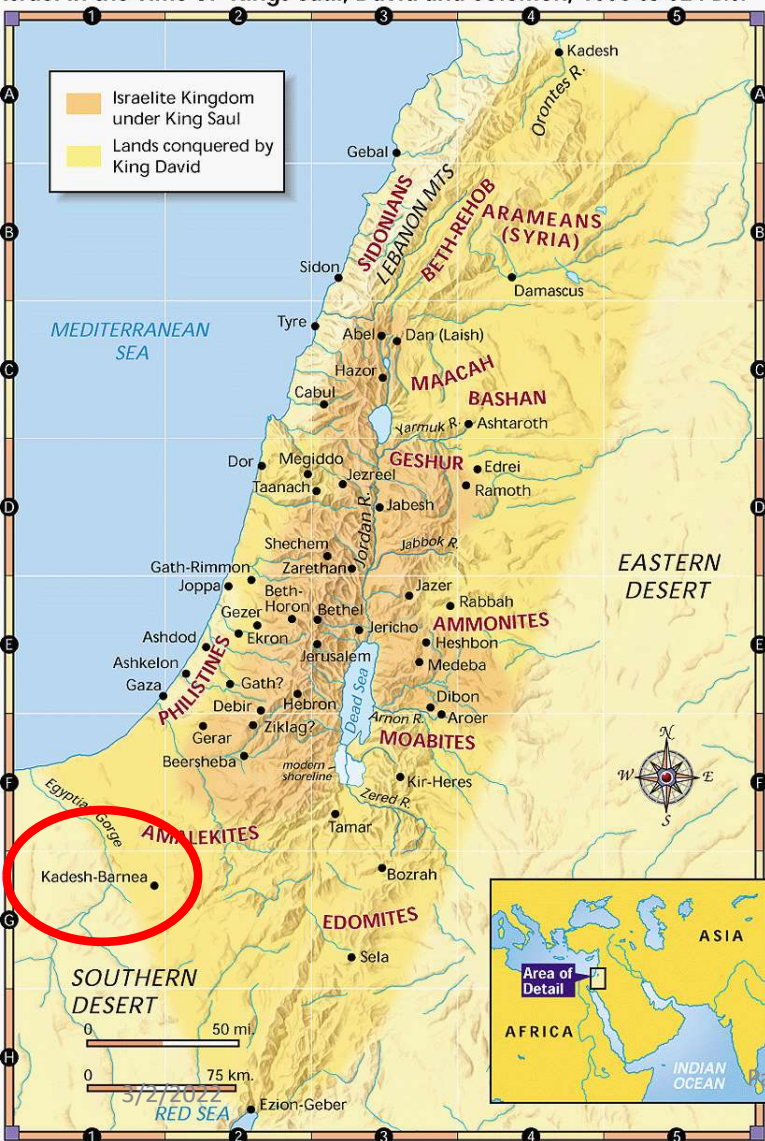 1
2
3
4
5
A
B
C
D
E
F
G
H
Israelite Kingdom
under King Saul
Lands conquered by
King David
Kadesh
Orontes R.
Gebal
SIDONIANS
LEBANON MTS
BETH-REHOB
ARAMEANS
(SYRIA)
Sidon
Damascus
Tyre
MEDITERRANEAN
SEA
Abel
Dan (Laish)
Hazor
MAACAH
Cabul
BASHAN
Yarmuk R.
Ashtaroth
Dor
Megiddo
GESHUR
Edrei
Taanach
Jezreel
Ramoth
Jordan R.
Jabesh
Shechem
Jabbok R.
Zarethan
Gath-Rimmon
EASTERN
DESERT
Joppa
Jazer
Beth-
Horon
Rabbah
Gezer
Bethel
AMMONITES
Ekron
Jericho
Ashdod
Heshbon
Jerusalem
Ashkelon
Medeba
PHILISTINES
Gaza
Gath?
Dead Sea
Hebron
Dibon
Debir
Arnon R.
Aroer
Ziklag?
Gerar
MOABITES
Beersheba
modern
shoreline
N
W
E
S
Kir-Heres
Egyptian Gorge
Zered R.
Tamar
AMALEKITES
Kadesh-Barnea
Bozrah
EDOMITES
Sela
SOUTHERN
DESERT
0 50 mi.
0 75 km.
3/2/2022
RED SEA
Ezion-Geber
ASIA
Area of
Detail
AFRICA
INDIAN
OCEAN
A
B
C
D
E
F
G
H
1
2
3
4
5